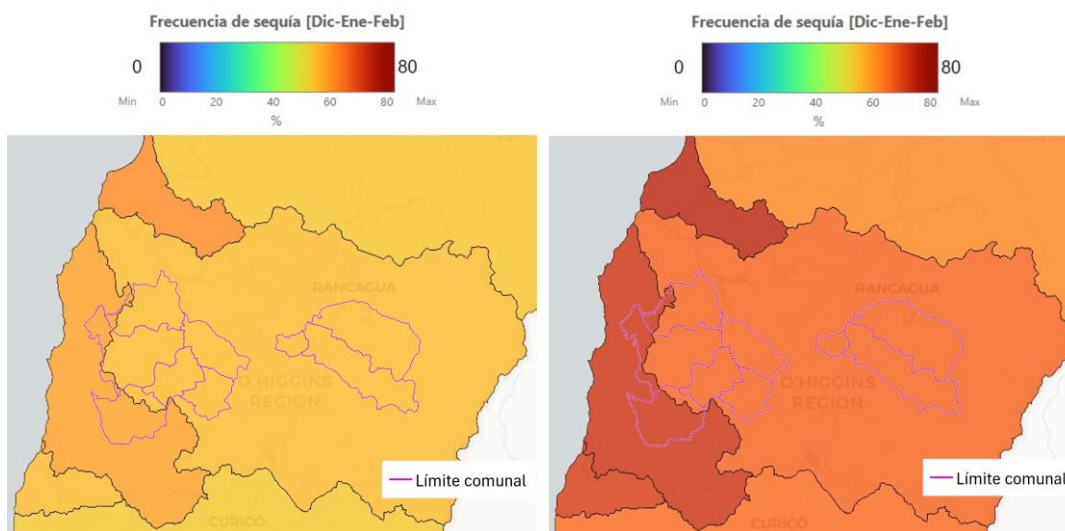 Frecuencia de sequía [Dic-Ene-Feb]
0
80
Min
0
20
40
60
80
Max
%
RANCAGUA
O'HIGGINS
REGION
CURICÓ
Límite comunal
Frecuencia de sequía [Dic-Ene-Feb]
0
80
Min
0
20
40
60
80
Max
%
RANCAGUA
O'HIGGINS
REGION
CURICÓ
Límite comunal